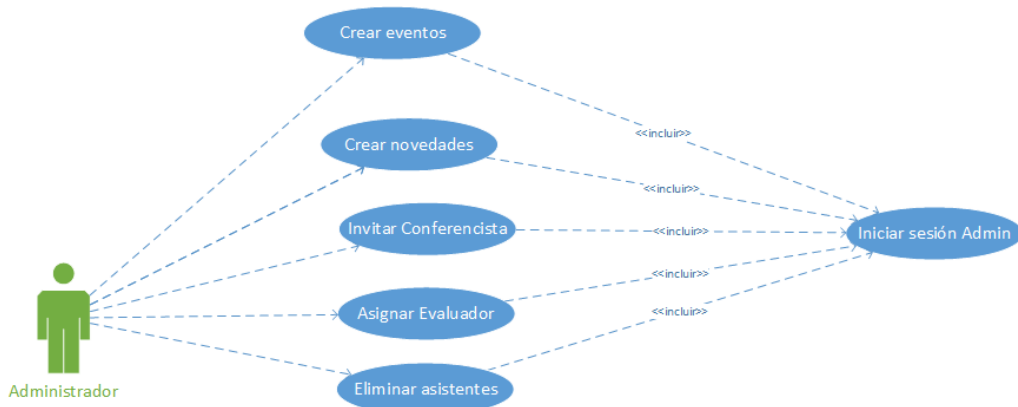 Crear eventos
<<incluir>>
Crear novedades
<<incluir>>
Invitar Conferencista
<<incluir>>
Iniciar sesión Admin
<<incluir>>
Asignar Evaluador
<<incluir>>
Eliminar asistentes
Administrador